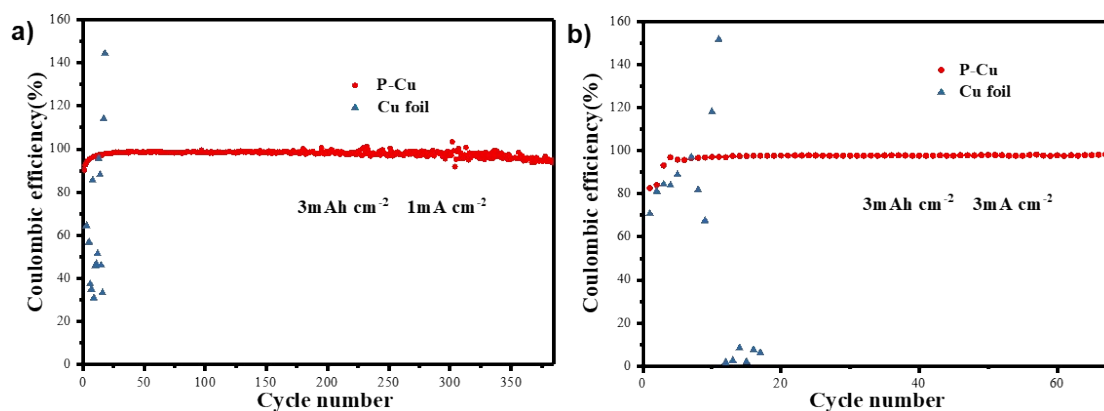 a)
Coulombic efficiency(%)
160
140
120
100
80
60
40
20
0
P-Cu
Cu foil
3mAh cm⁻² 1mA cm⁻²
0 50 100 150 200 250 300 350
Cycle number
b)
Coulombic efficiency(%)
160
140
120
100
80
60
40
20
0
P-Cu
Cu foil
3mAh cm⁻² 3mA cm⁻²
0 20 40 60
Cycle number